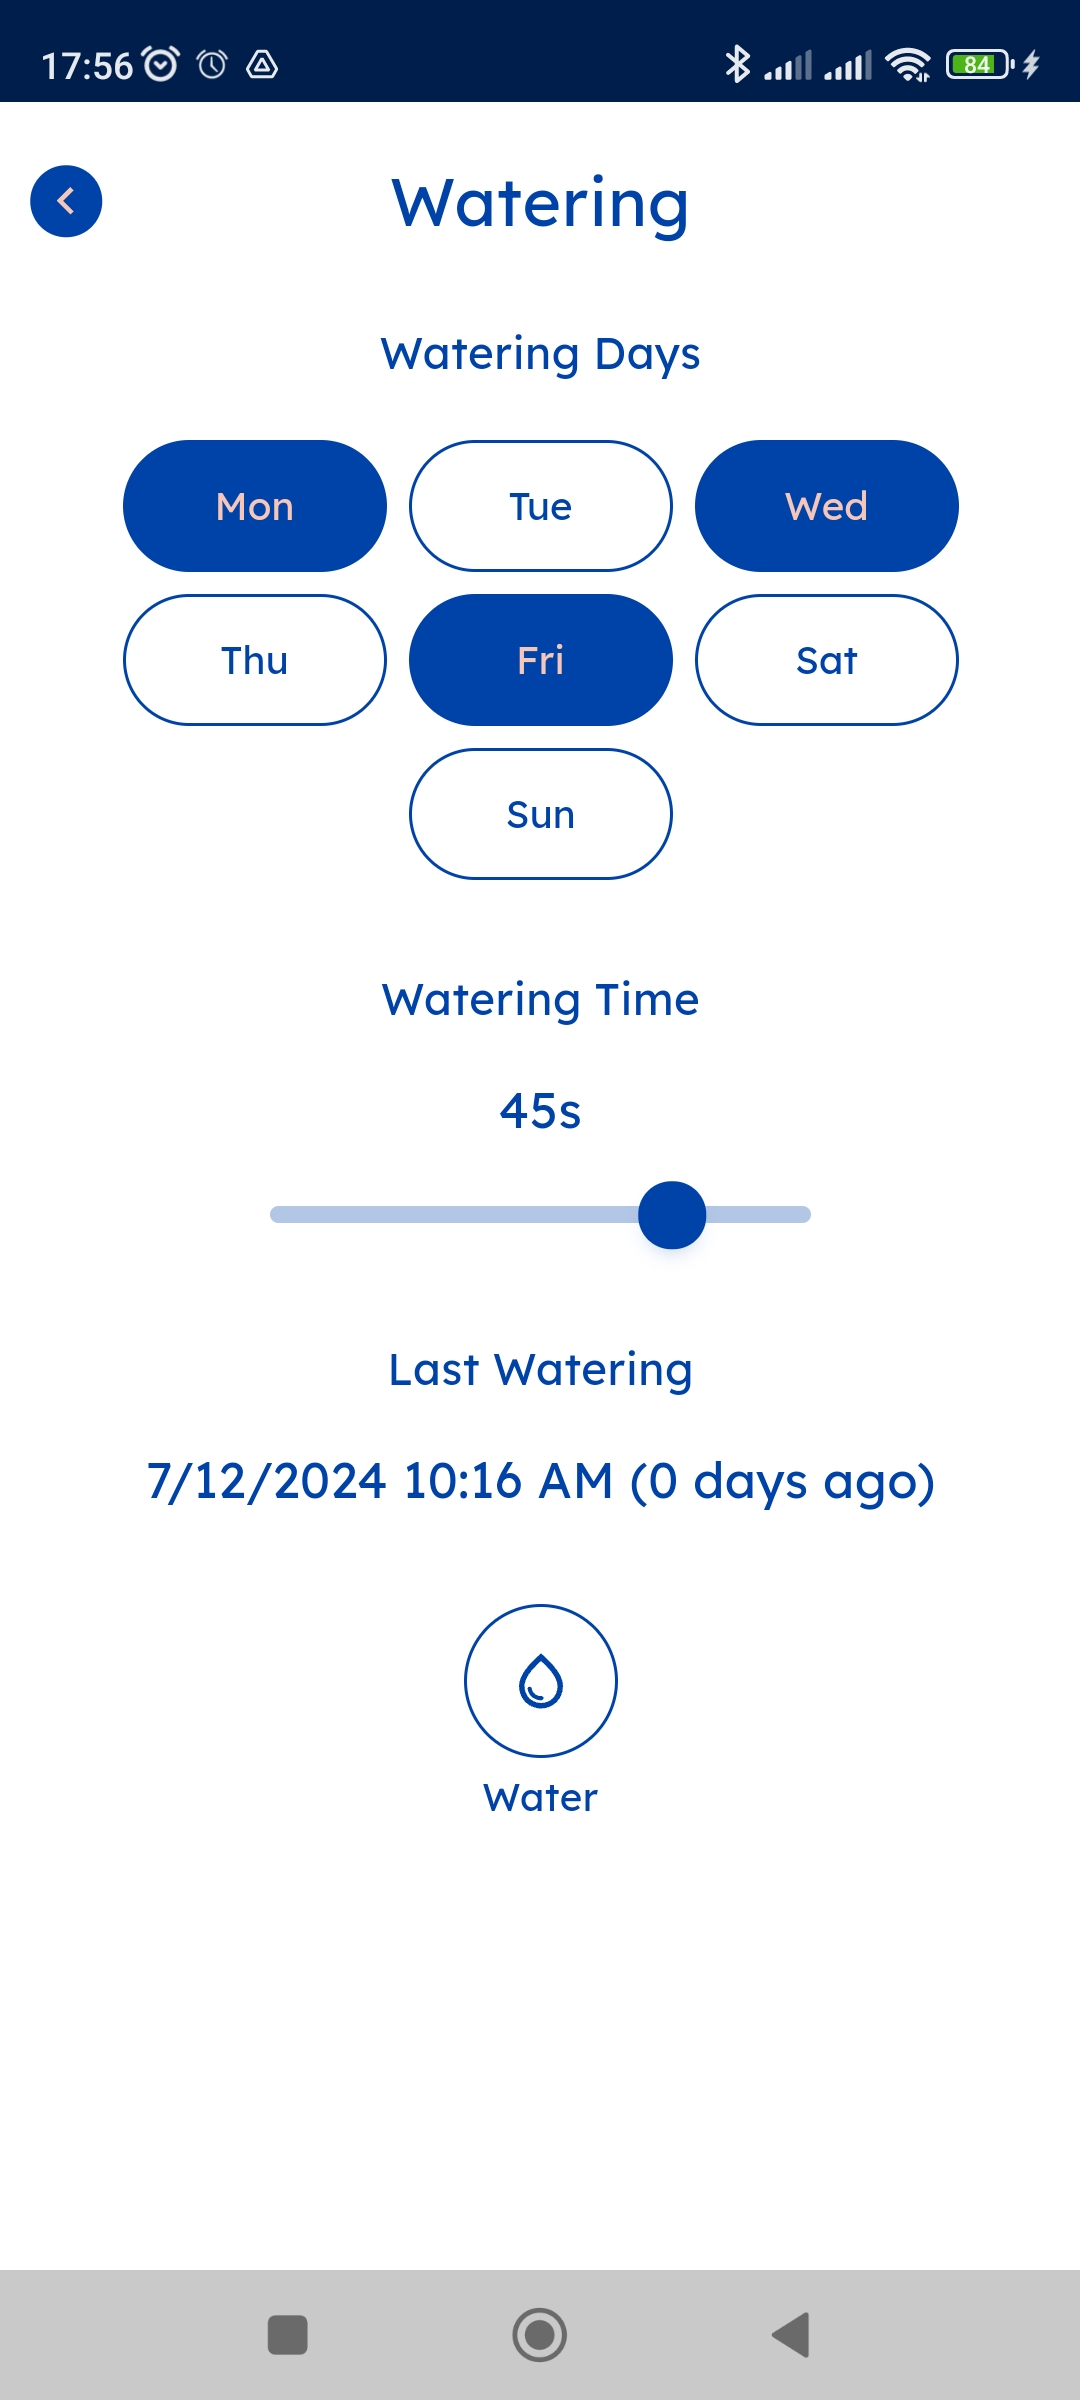 17:56 84
Watering
Watering Days
Mon Tue Wed
Thu Fri Sat
Sun
Watering Time
45s
Last Watering
7/12/2024 10:16 AM (0 days ago)
Water